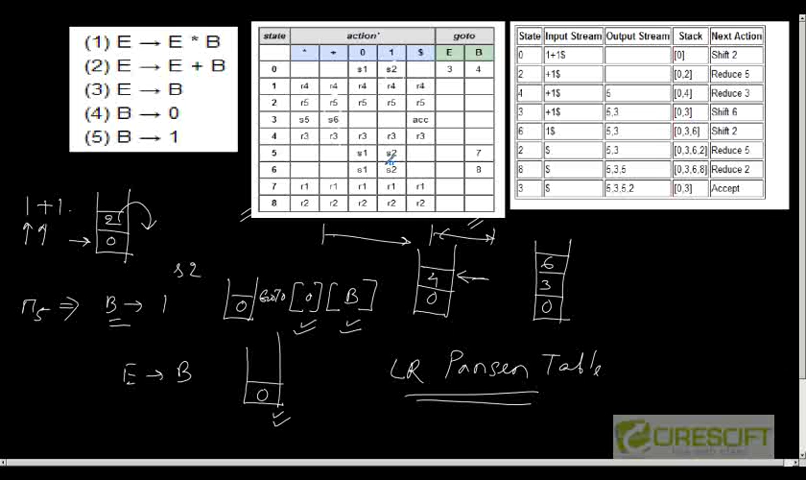 (1) E → E * B
(2) E → E + B
(3) E → B
(4) B → 0
(5) B → 1
state action goto
* + 0 1 $ E B
0 s1 s2 3 4
1 r4 r4 r4 r4 r4
2 r5 r5 r5 r5 r5
3 s5 s6 acc
4 r3 r3 r3 r3 r3
5 s1 s2 7
6 s1 s2 8
7 r1 r1 r1 r1 r1
8 r2 r2 r2 r2 r2
State Input Stream Output Stream Stack Next Action
0 1+1$ [0] Shift 2
2 +1$ [0,2] Reduce 5
4 +1$ 5 [0,4] Reduce 3
3 +1$ 5,3 [0,3] Shift 6
6 1$ 5,3 [0,3,6] Shift 2
2 $ 5,3 [0,3,6,2] Reduce 5
8 $ 5,3,5 [0,3,6,8] Reduce 2
3 $ 5,3,5,2 [0,3] Accept
1+1.
2
0
s2
4
0
6
3
0
r5 ⇒ B → 1
0 Goto [0] [B]
E → B
0
LR Parser Table
CIRESCIFT